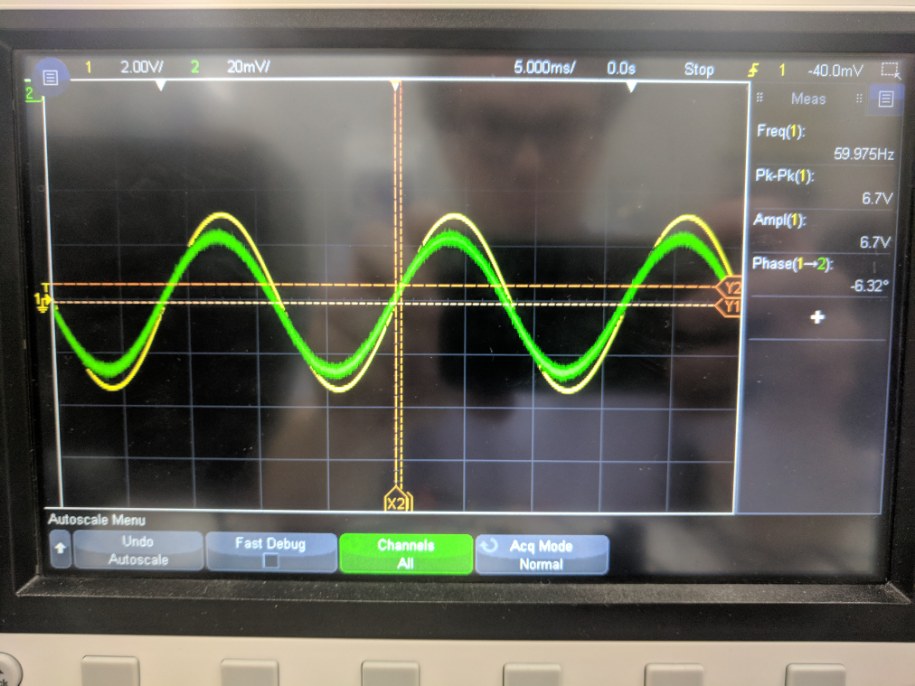 1 2.00V/ 2 20mV/ 5.000ms/ 0.0s Stop 1 -40.0mV
2
Meas
Freq(1):
59.975Hz
Pk-Pk(1):
6.7V
Ampl(1):
6.7V
Phase(1→2):
-6.32°
+
T
1
Y2
Y1
X2
Autoscale Menu
Undo
Autoscale
Fast Debug
Channels
All
Acq Mode
Normal